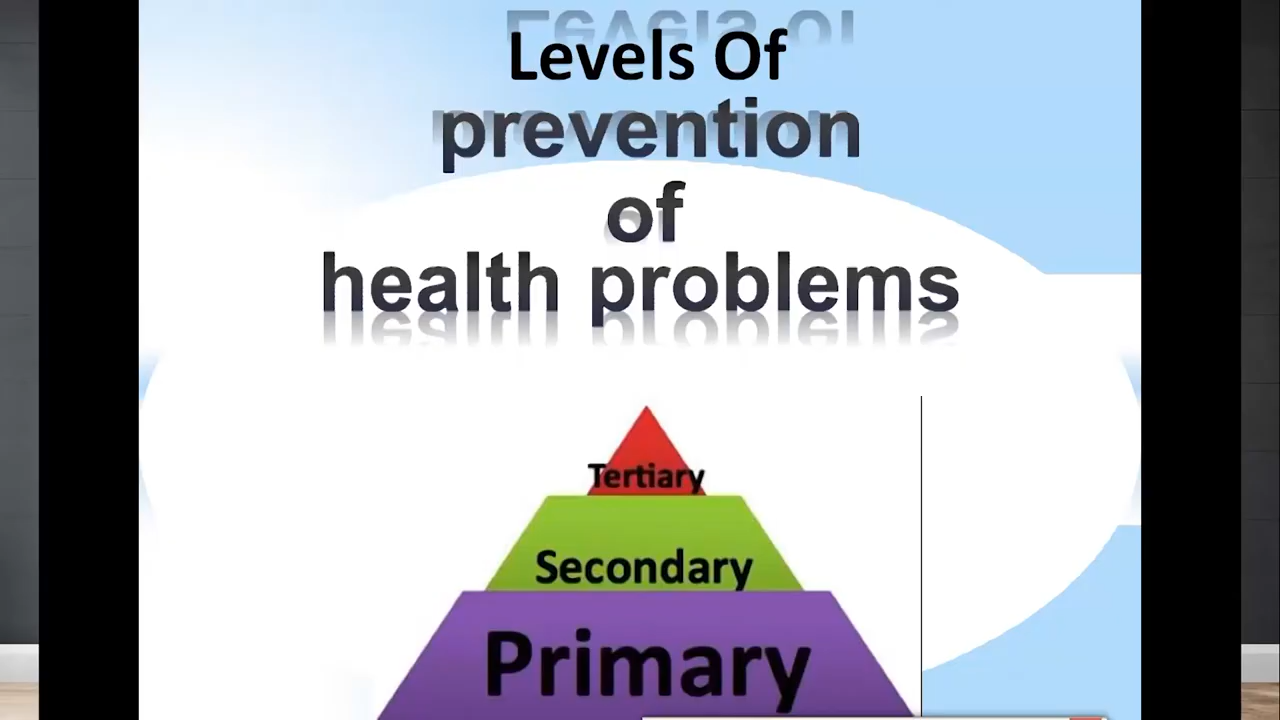 Levels Of
prevention
of
health problems
Tertiary
Secondary
Primary